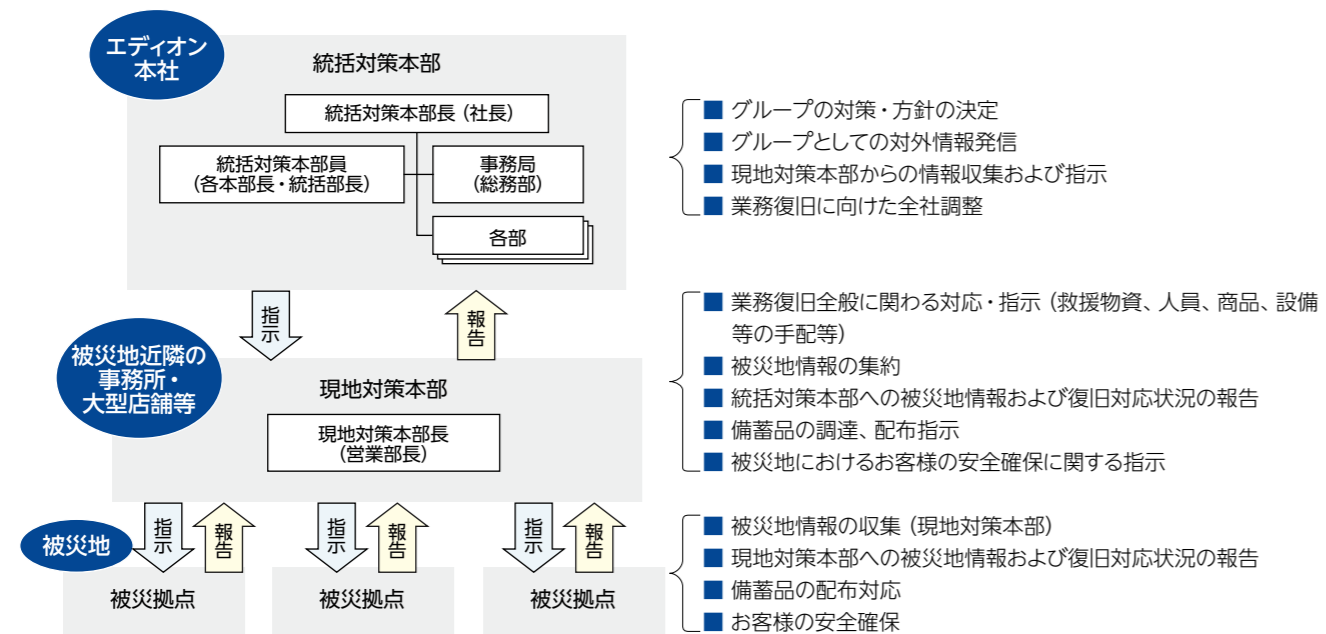 エディオン
本社
統括対策本部
統括対策本部長（社長）
統括対策本部員
（各本部長・統括部長）
事務局
（総務部）
各部
■ グループの対策・方針の決定
■ グループとしての対外情報発信
■ 現地対策本部からの情報収集および指示
■ 業務復旧に向けた全社調整
指示
報告
被災地近隣の
事務所・
大型店舗等
現地対策本部
現地対策本部長
（営業部長）
■ 業務復旧全般に関わる対応・指示（救援物資、人員、商品、設備
等の手配等）
■ 被災地情報の集約
■ 統括対策本部への被災地情報および復旧対応状況の報告
■ 備蓄品の調達、配布指示
■ 被災地におけるお客様の安全確保に関する指示
被災地
指示
報告
指示
報告
指示
報告
被災拠点
被災拠点
被災拠点
■ 被災地情報の収集（現地対策本部）
■ 現地対策本部への被災地情報および復旧対応状況の報告
■ 備蓄品の配布対応
■ お客様の安全確保